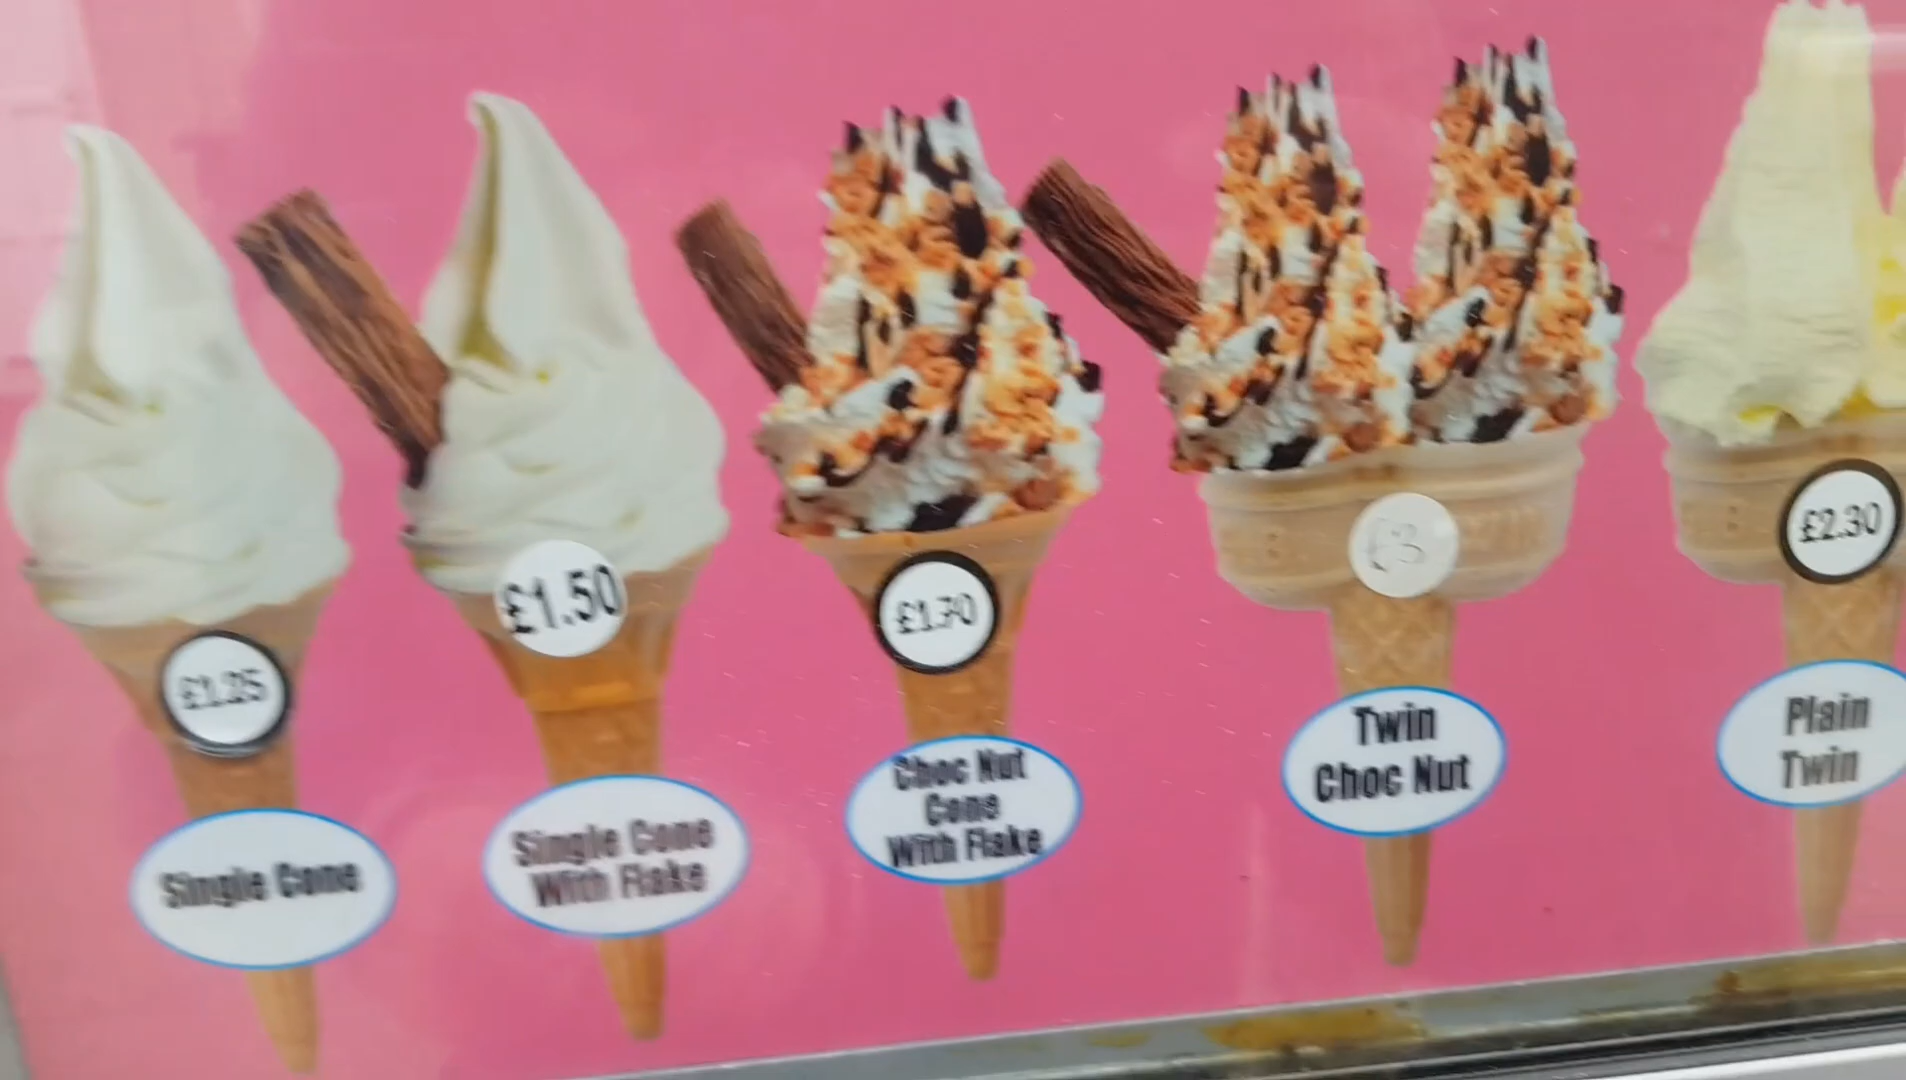 £1.25
Single Cone
£1.50
Single Cone
With Flake
£1.70
Choc Nut
Cone
With Flake
£3
Twin
Choc Nut
£2.30
Plain
Twin